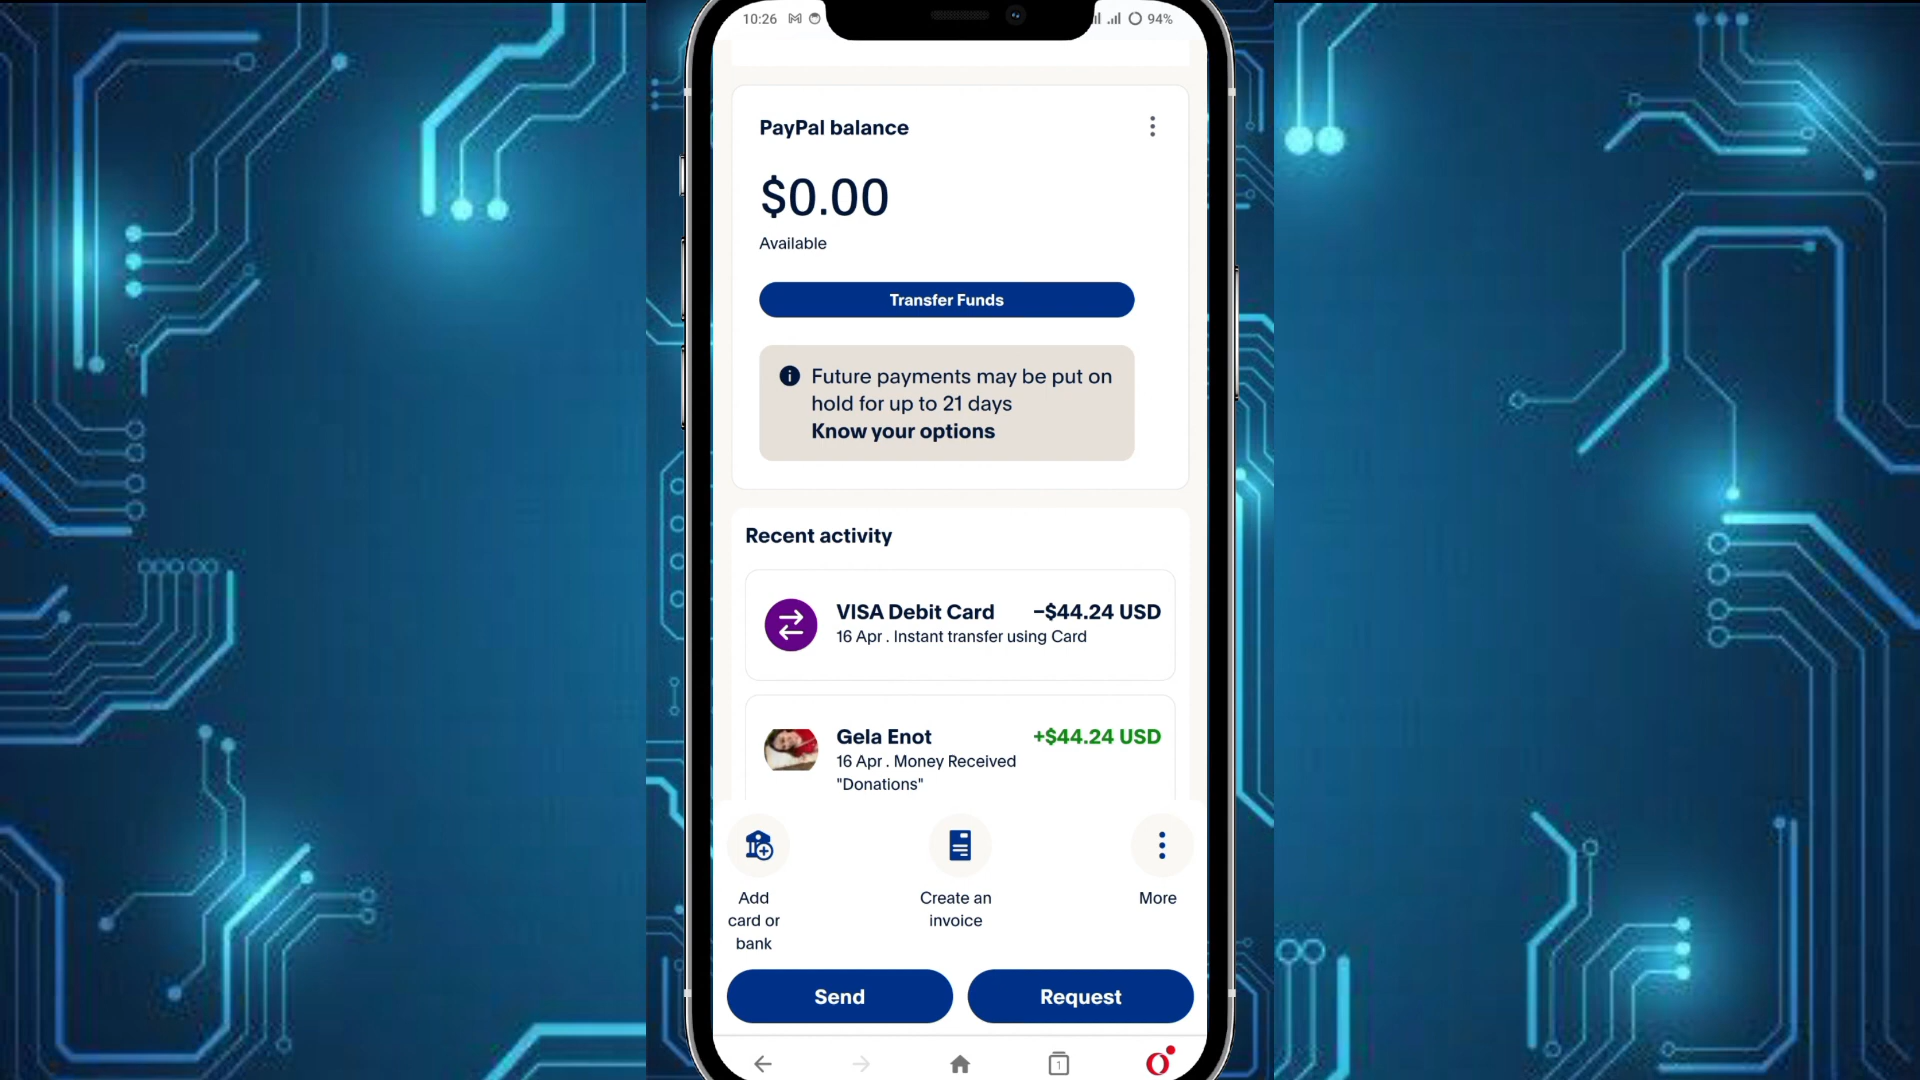 10:26
94%
PayPal balance
$0.00
Available
Transfer Funds
Future payments may be put on
hold for up to 21 days
Know your options
Recent activity
VISA Debit Card −$44.24 USD
16 Apr . Instant transfer using Card
Gela Enot +$44.24 USD
16 Apr . Money Received
"Donations"
Add
card or
bank
Create an
invoice
More
Send
Request
1